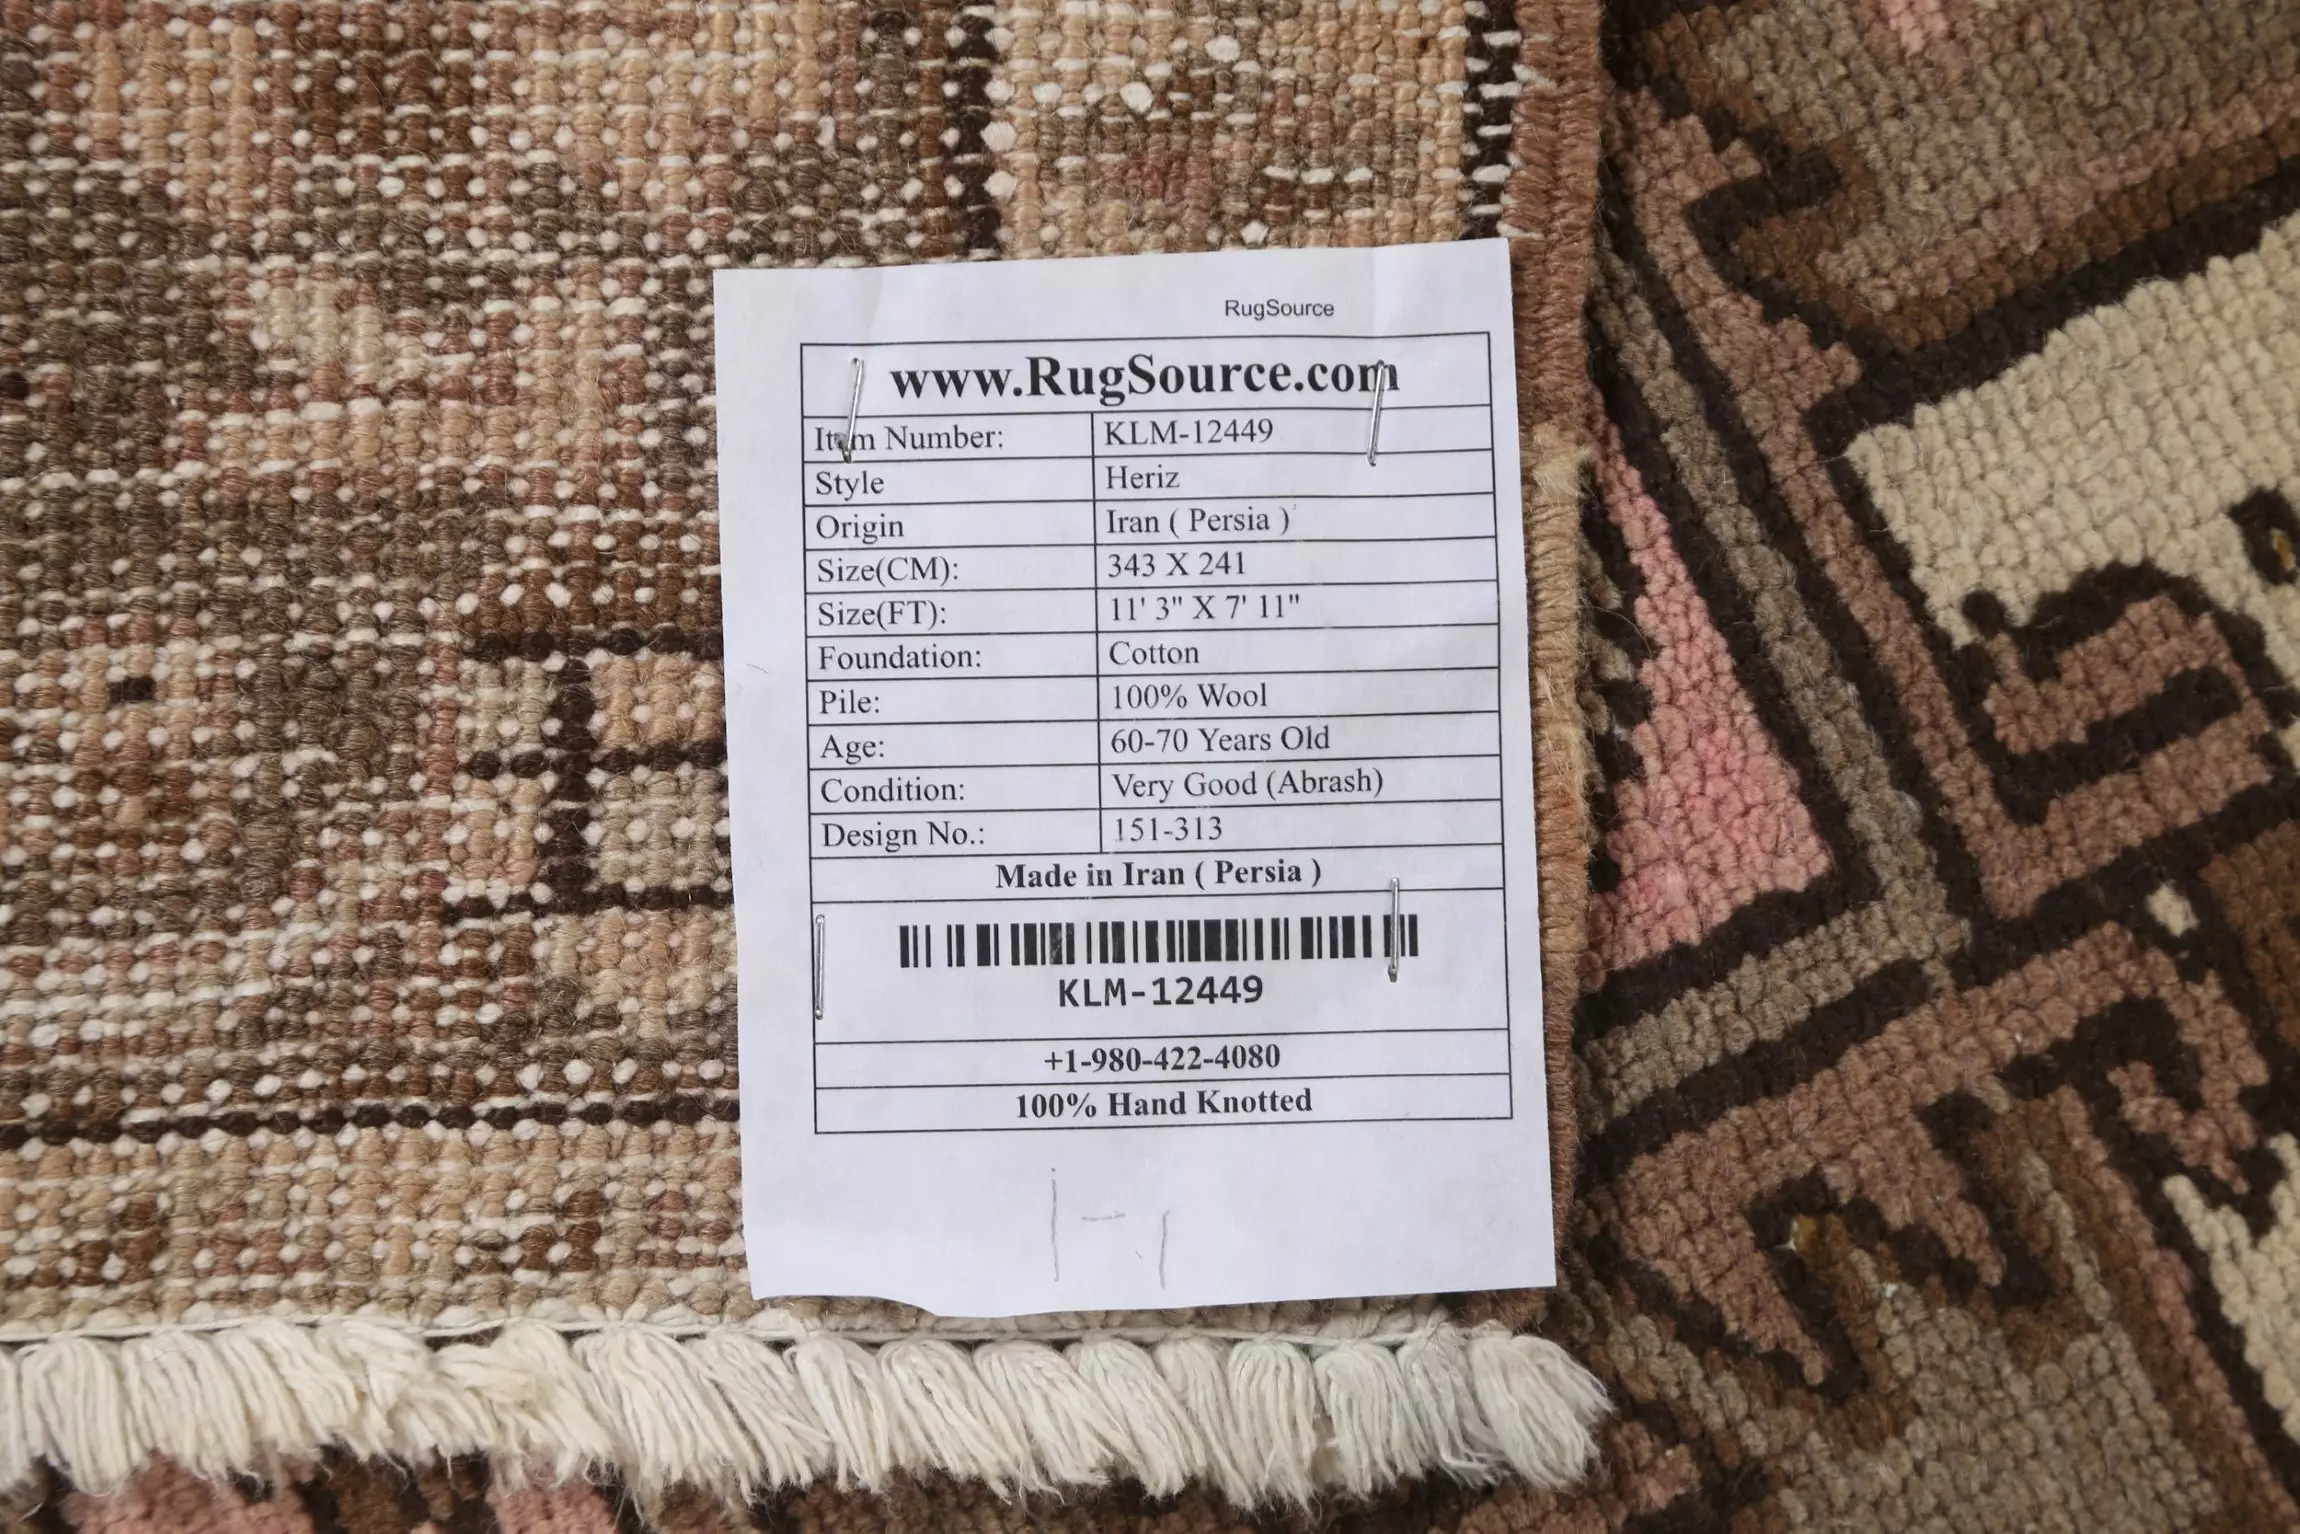 RugSource
www.RugSource.com
Item Number: KLM-12449
Style Heriz
Origin Iran ( Persia )
Size(CM): 343 X 241
Size(FT): 11' 3" X 7' 11"
Foundation: Cotton
Pile: 100% Wool
Age: 60-70 Years Old
Condition: Very Good (Abrash)
Design No.: 151-313
Made in Iran ( Persia )
KLM-12449
+1-980-422-4080
100% Hand Knotted
1-1